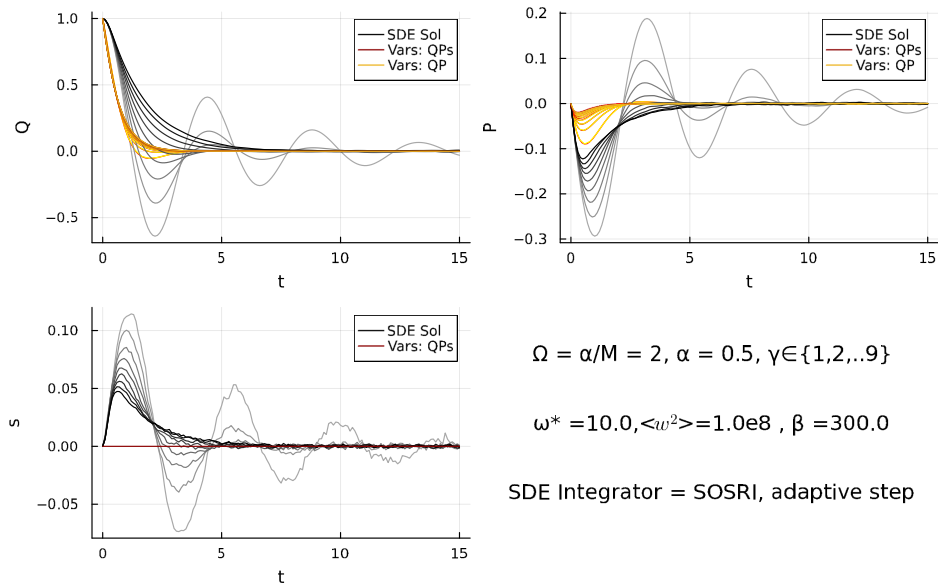 1.0
0.5
0.0
−0.5
Q
0
5
10
15
t
SDE Sol
Vars: QPs
Vars: QP
0.2
0.1
0.0
−0.1
−0.2
−0.3
P
0
5
10
15
t
SDE Sol
Vars: QPs
Vars: QP
0.10
0.05
0.00
−0.05
s
0
5
10
15
t
SDE Sol
Vars: QPs
Ω = α/M = 2, α = 0.5, γ∈{1,2,..9}
ω* =10.0,<w²>=1.0e8 , β =300.0
SDE Integrator = SOSRI, adaptive step